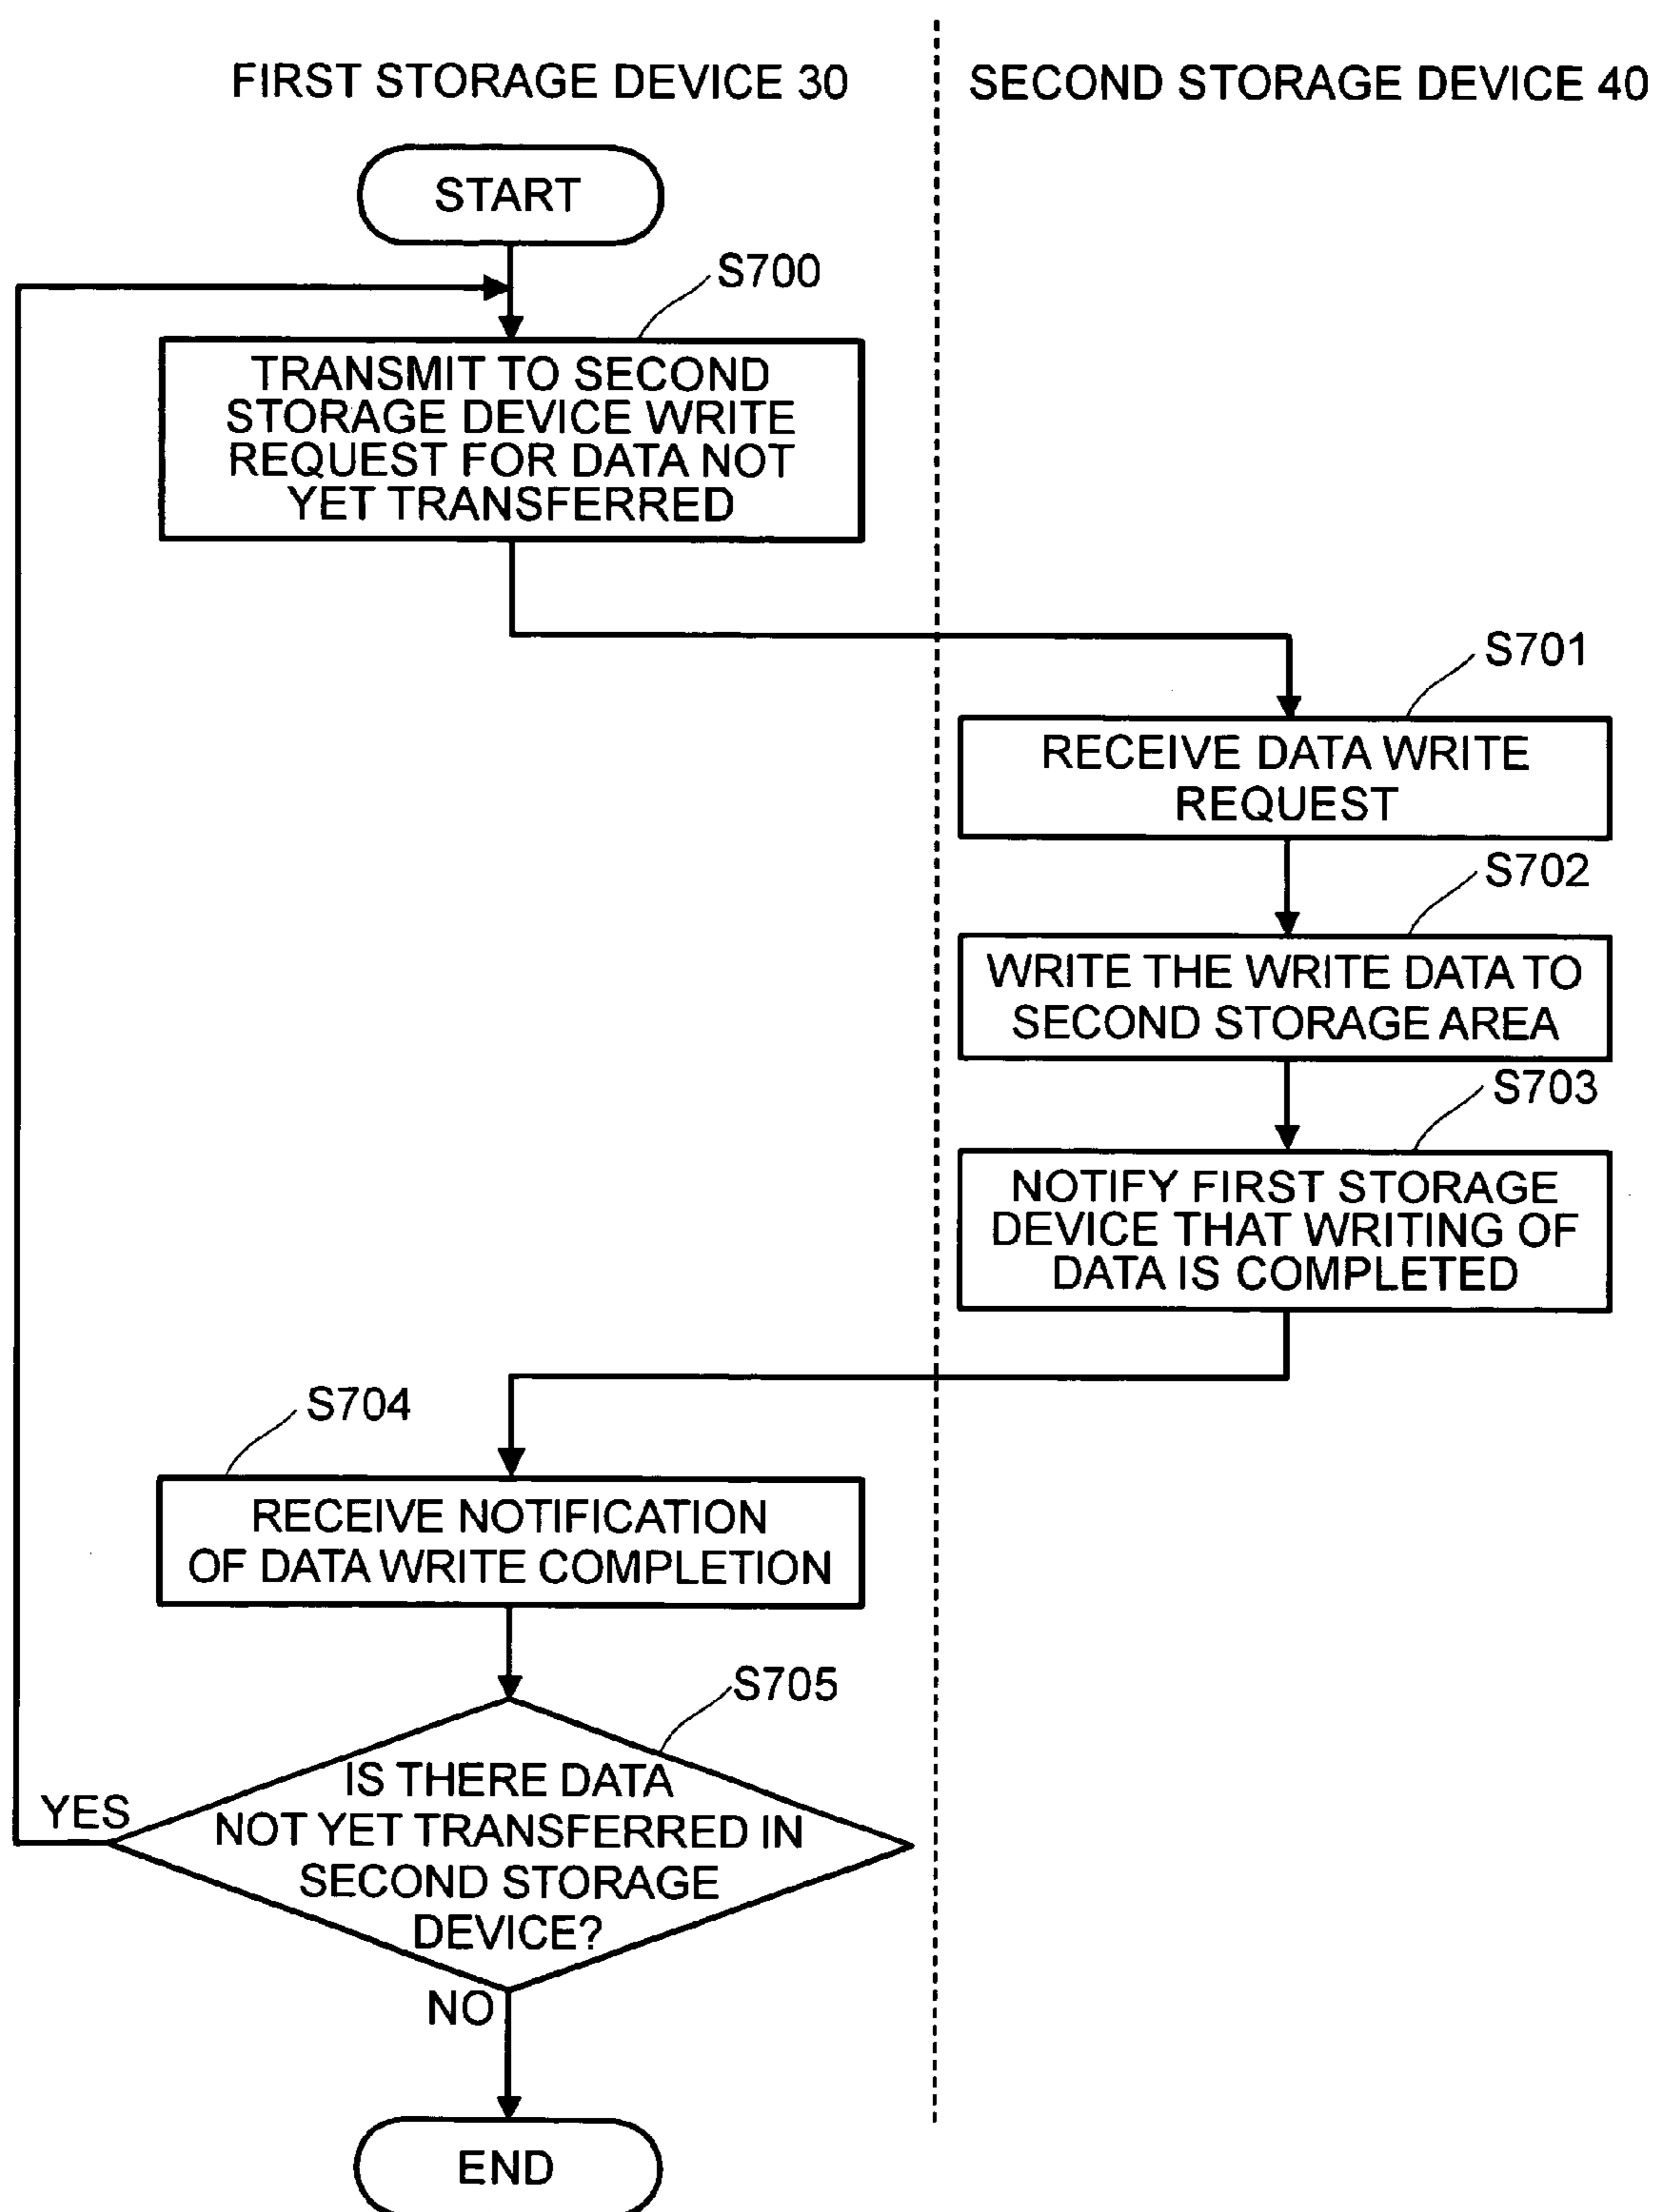 FIRST STORAGE DEVICE 30
SECOND STORAGE DEVICE 40
START
S700
TRANSMIT TO SECOND
STORAGE DEVICE WRITE
REQUEST FOR DATA NOT
YET TRANSFERRED
S701
RECEIVE DATA WRITE
REQUEST
S702
WRITE THE WRITE DATA TO
SECOND STORAGE AREA
S703
NOTIFY FIRST STORAGE
DEVICE THAT WRITING OF
DATA IS COMPLETED
S704
RECEIVE NOTIFICATION
OF DATA WRITE COMPLETION
S705
IS THERE DATA
NOT YET TRANSFERRED IN
SECOND STORAGE
DEVICE?
YES
NO
END